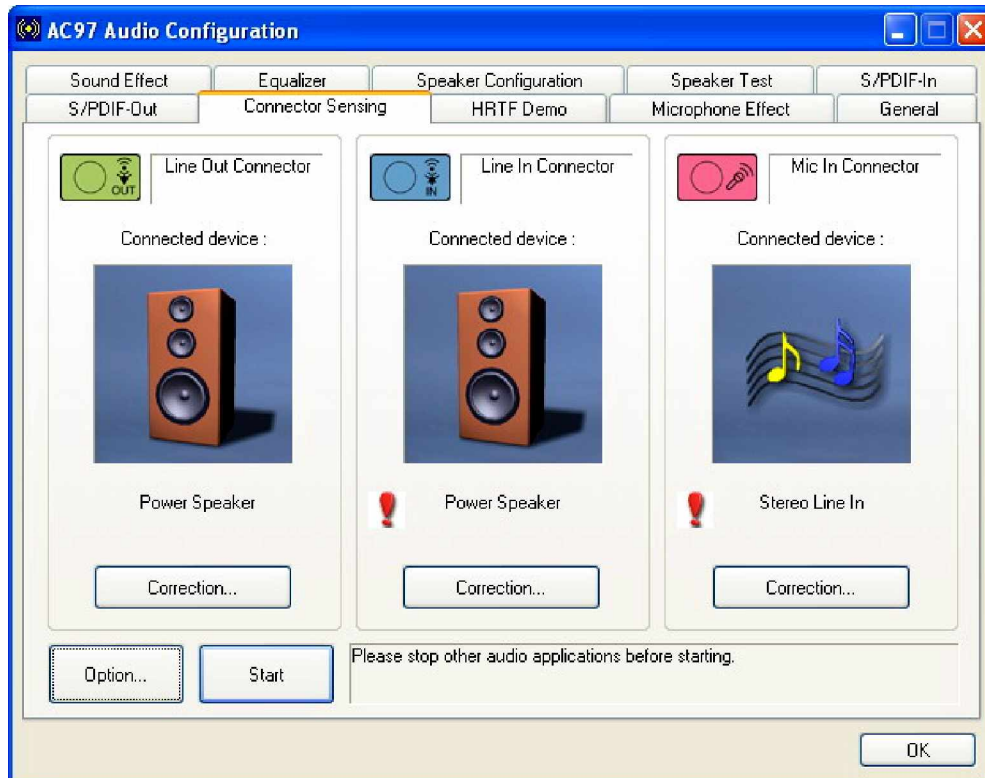 AC97 Audio Configuration
Sound Effect
Equalizer
Speaker Configuration
Speaker Test
S/PDIF-In
S/PDIF-Out
Connector Sensing
HRTF Demo
Microphone Effect
General
OUT
Line Out Connector
IN
Line In Connector
Mic In Connector
Connected device :
Connected device :
Connected device :
Power Speaker
Power Speaker
Stereo Line In
Correction...
Correction...
Correction...
Option...
Start
Please stop other audio applications before starting.
OK